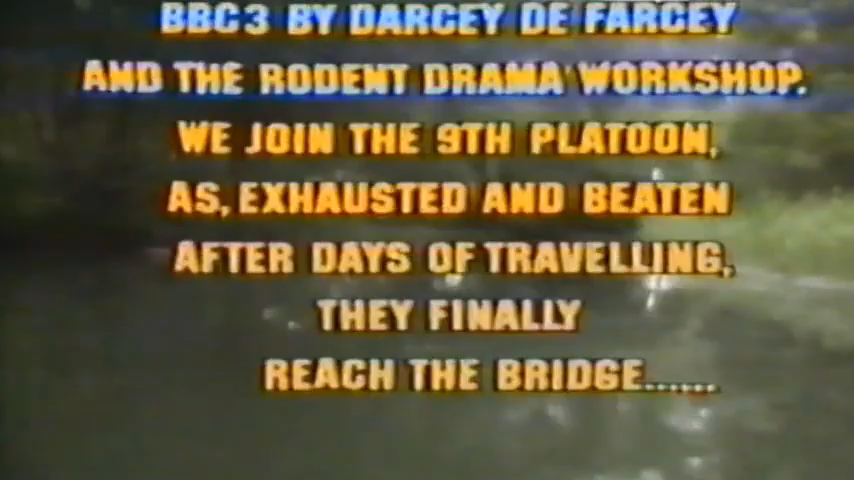 BBC3 BY DARCEY DE FARCEY
AND THE RODENT DRAMA WORKSHOP.
WE JOIN THE 9TH PLATOON,
AS, EXHAUSTED AND BEATEN
AFTER DAYS OF TRAVELLING,
THEY FINALLY
REACH THE BRIDGE......